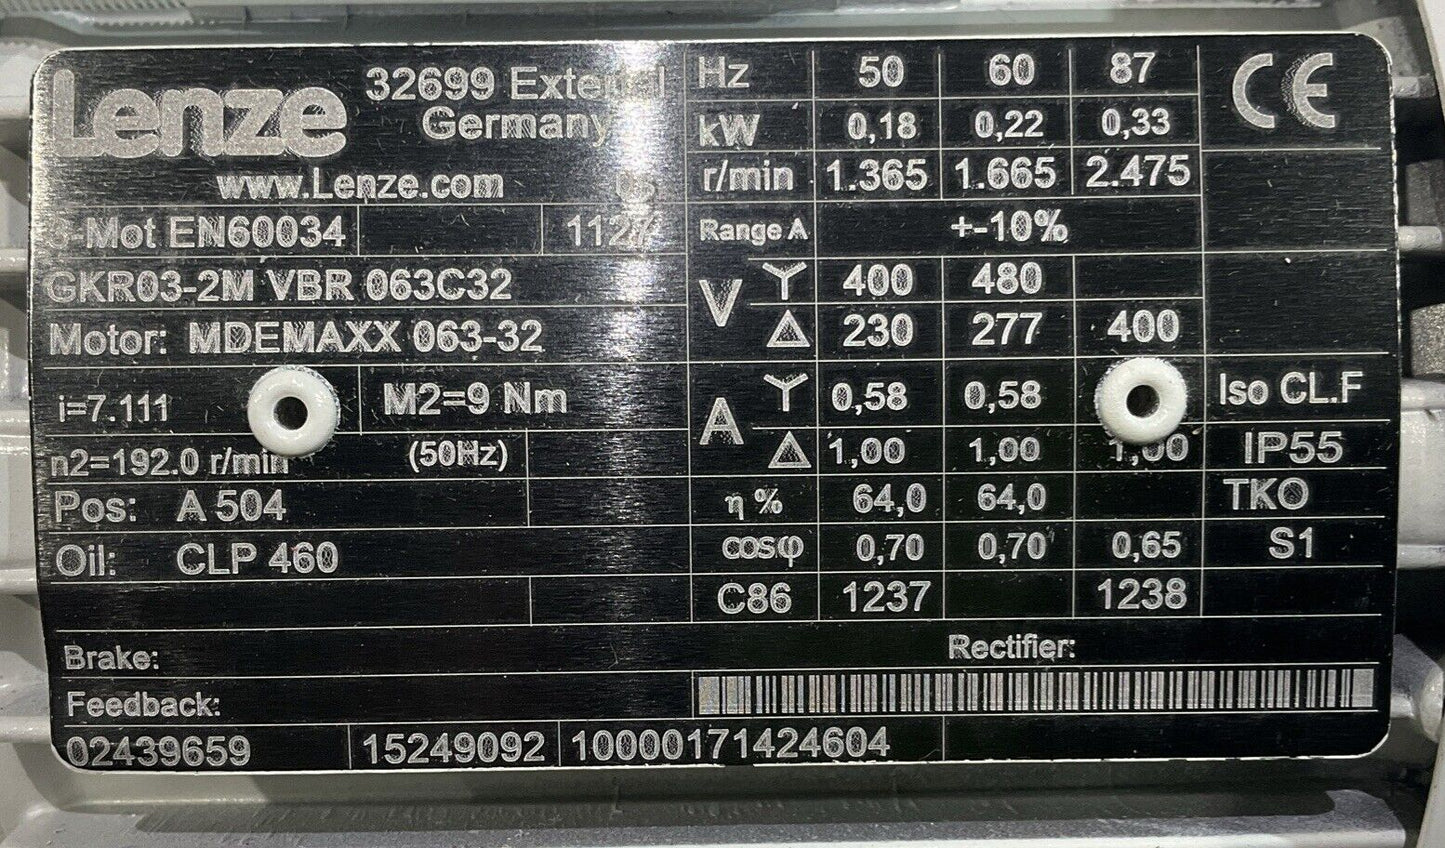 Lenze
32699 Extertal
Germany
www.Lenze.com
3-Mot EN60034 1127
GKR03-2M VBR 063C32
Motor: MDEMAXX 063-32
i=7.111 M2=9 Nm
n2=192.0 r/min (50Hz)
Pos: A 504
Oil: CLP 460
Hz 50 60 87 CE
kW 0,18 0,22 0,33
r/min 1.365 1.665 2.475
Range A +-10%
V 400 480
230 277 400
A 0,58 0,58 Iso CL.F
1,00 1,00 1,00 IP55
η % 64,0 64,0 TKO
cosφ 0,70 0,70 0,65 S1
C86 1237 1238
Brake: Rectifier:
Feedback:
02439659 15249092 10000171424604